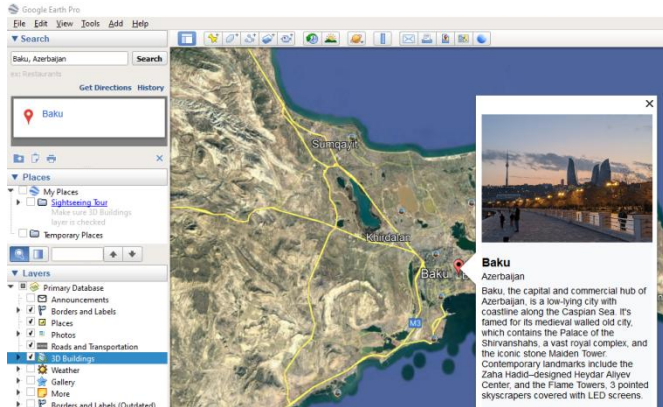 Google Earth Pro
File Edit View Tools Add Help
Search
Baku, Azerbaijan Search
ex: Restaurants
Get Directions History
Baku
Places
My Places
Sightseeing Tour
Make sure 3D Buildings
layer is checked
Temporary Places
Layers
Primary Database
Announcements
Borders and Labels
Places
Photos
Roads and Transportation
3D Buildings
Weather
Gallery
More
Borders and Labels (Outdated)
Sumqayit
Khirdalan
Baku
M3
Baku
Azerbaijan
Baku, the capital and commercial hub of
Azerbaijan, is a low-lying city with
coastline along the Caspian Sea. It's
famed for its medieval walled old city,
which contains the Palace of the
Shirvanshahs, a vast royal complex, and
the iconic stone Maiden Tower.
Contemporary landmarks include the
Zaha Hadid–designed Heydar Aliyev
Center, and the Flame Towers, 3 pointed
skyscrapers covered with LED screens.